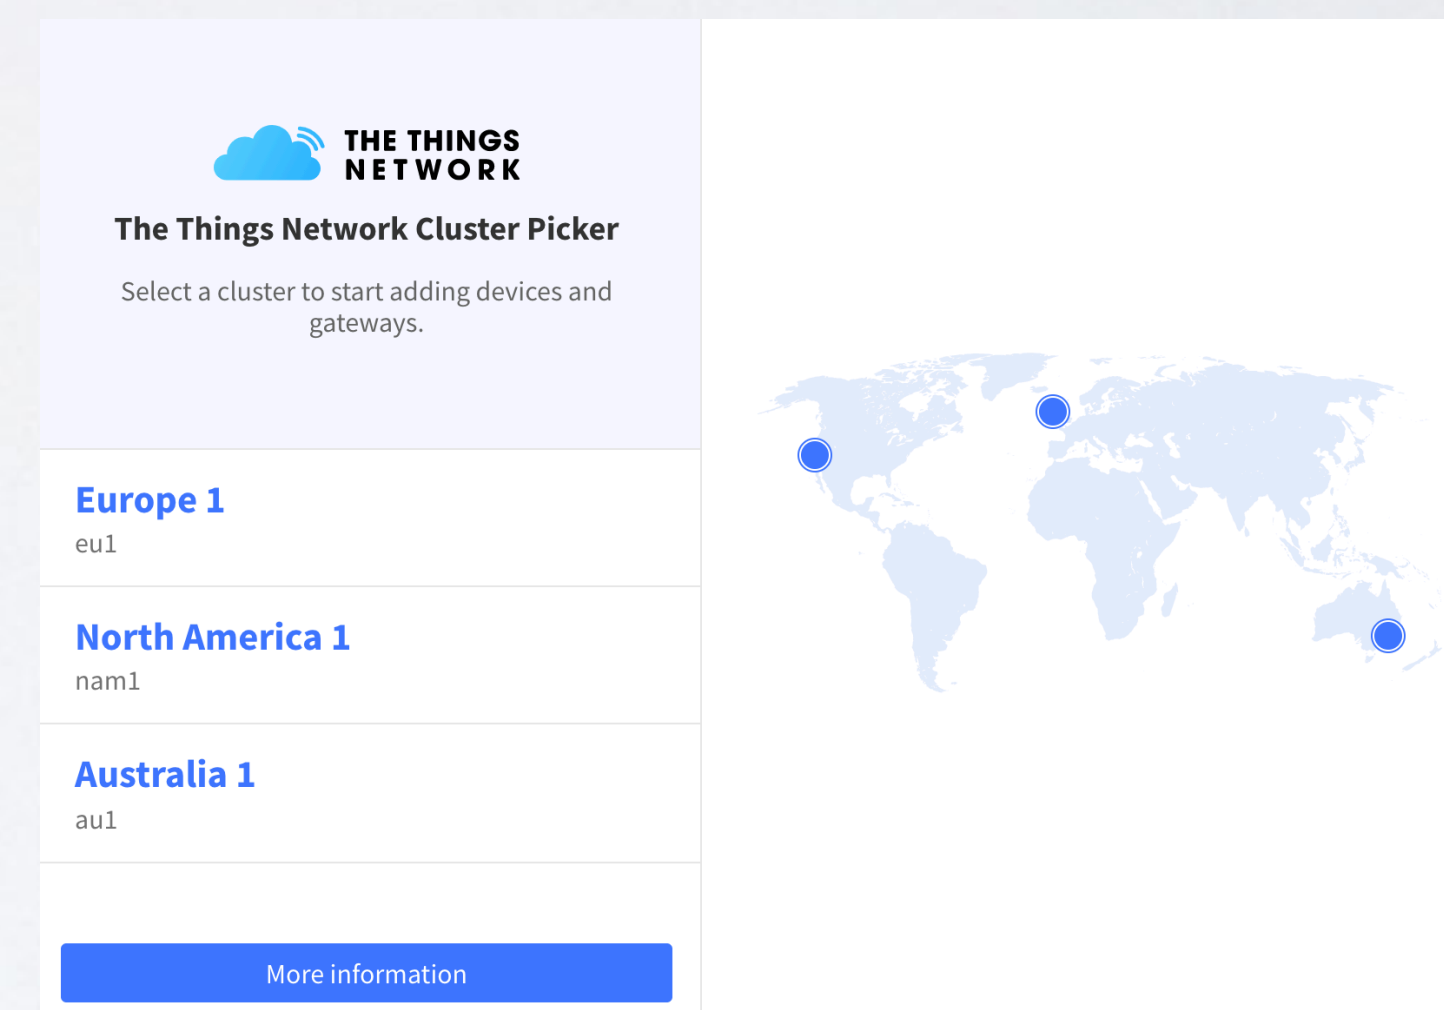 THE THINGS
NETWORK
The Things Network Cluster Picker
Select a cluster to start adding devices and
gateways.
Europe 1
eu1
North America 1
nam1
Australia 1
au1
More information